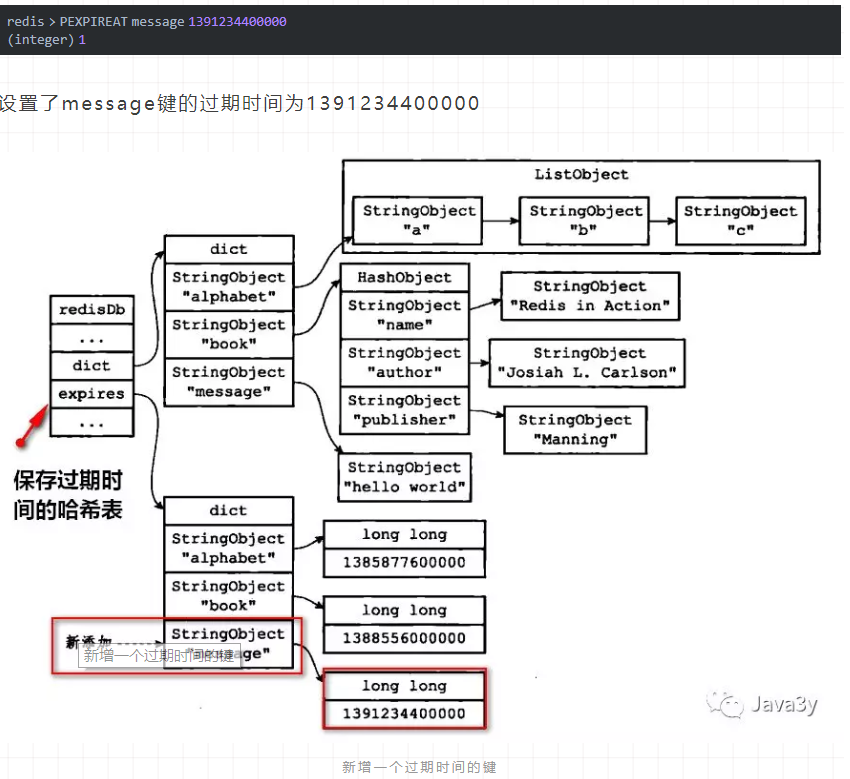 redis > PEXPIREAT message 1391234400000
(integer) 1
设置了message键的过期时间为1391234400000
ListObject
StringObject
"a"
StringObject
"b"
StringObject
"c"
dict
StringObject
"alphabet"
StringObject
"book"
StringObject
"message"
HashObject
StringObject
"name"
StringObject
"author"
StringObject
"publisher"
StringObject
"Redis in Action"
StringObject
"Josiah L. Carlson"
StringObject
"Manning"
StringObject
"hello world"
redisDb
...
dict
expires
...
保存过期时
间的哈希表
dict
StringObject
"alphabet"
StringObject
"book"
StringObject
"message"
新添加
新增一个过期时间的键
long long
1385877600000
long long
1388556000000
long long
1391234400000
Java3y
新增一个过期时间的键